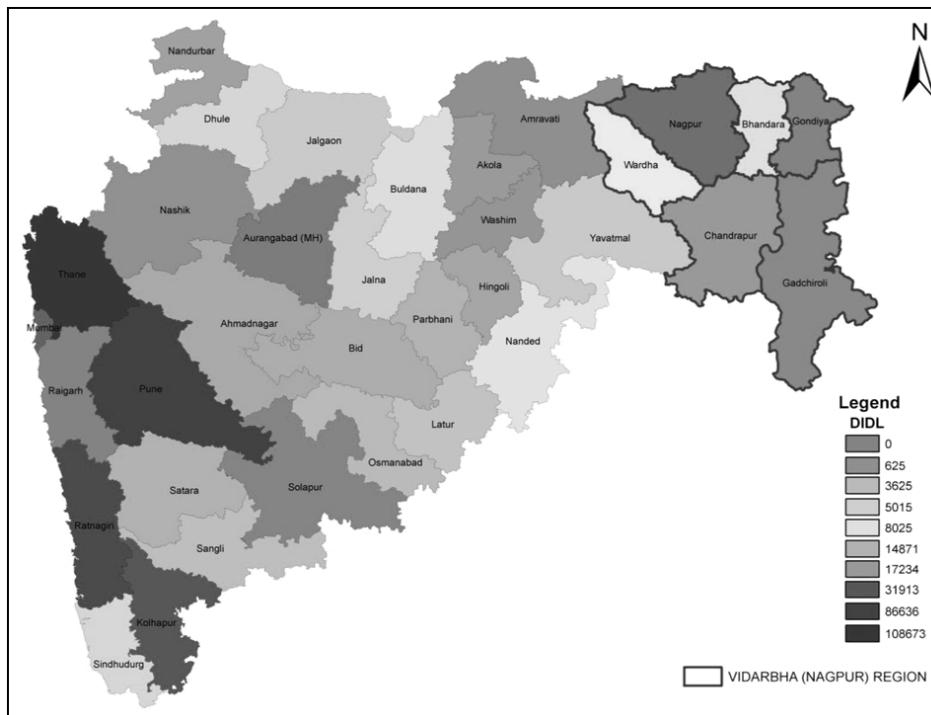 Nandurbar
N
Dhule
Amravati
Nagpur
Bhandara
Gondiya
Jalgaon
Akola
Wardha
Buldana
Nashik
Washim
Aurangabad (MH)
Yavatmal
Chandrapur
Thane
Jalna
Hingoli
Gadchiroli
Ahmadnagar
Parbhani
Mumbai
Bid
Nanded
Raigarh
Pune
Latur
Osmanabad
Solapur
Satara
Ratnagiri
Sangli
Kolhapur
Sindhudurg
Legend
DIDL
0
625
3625
5015
8025
14871
17234
31913
86636
108673
VIDARBHA (NAGPUR) REGION